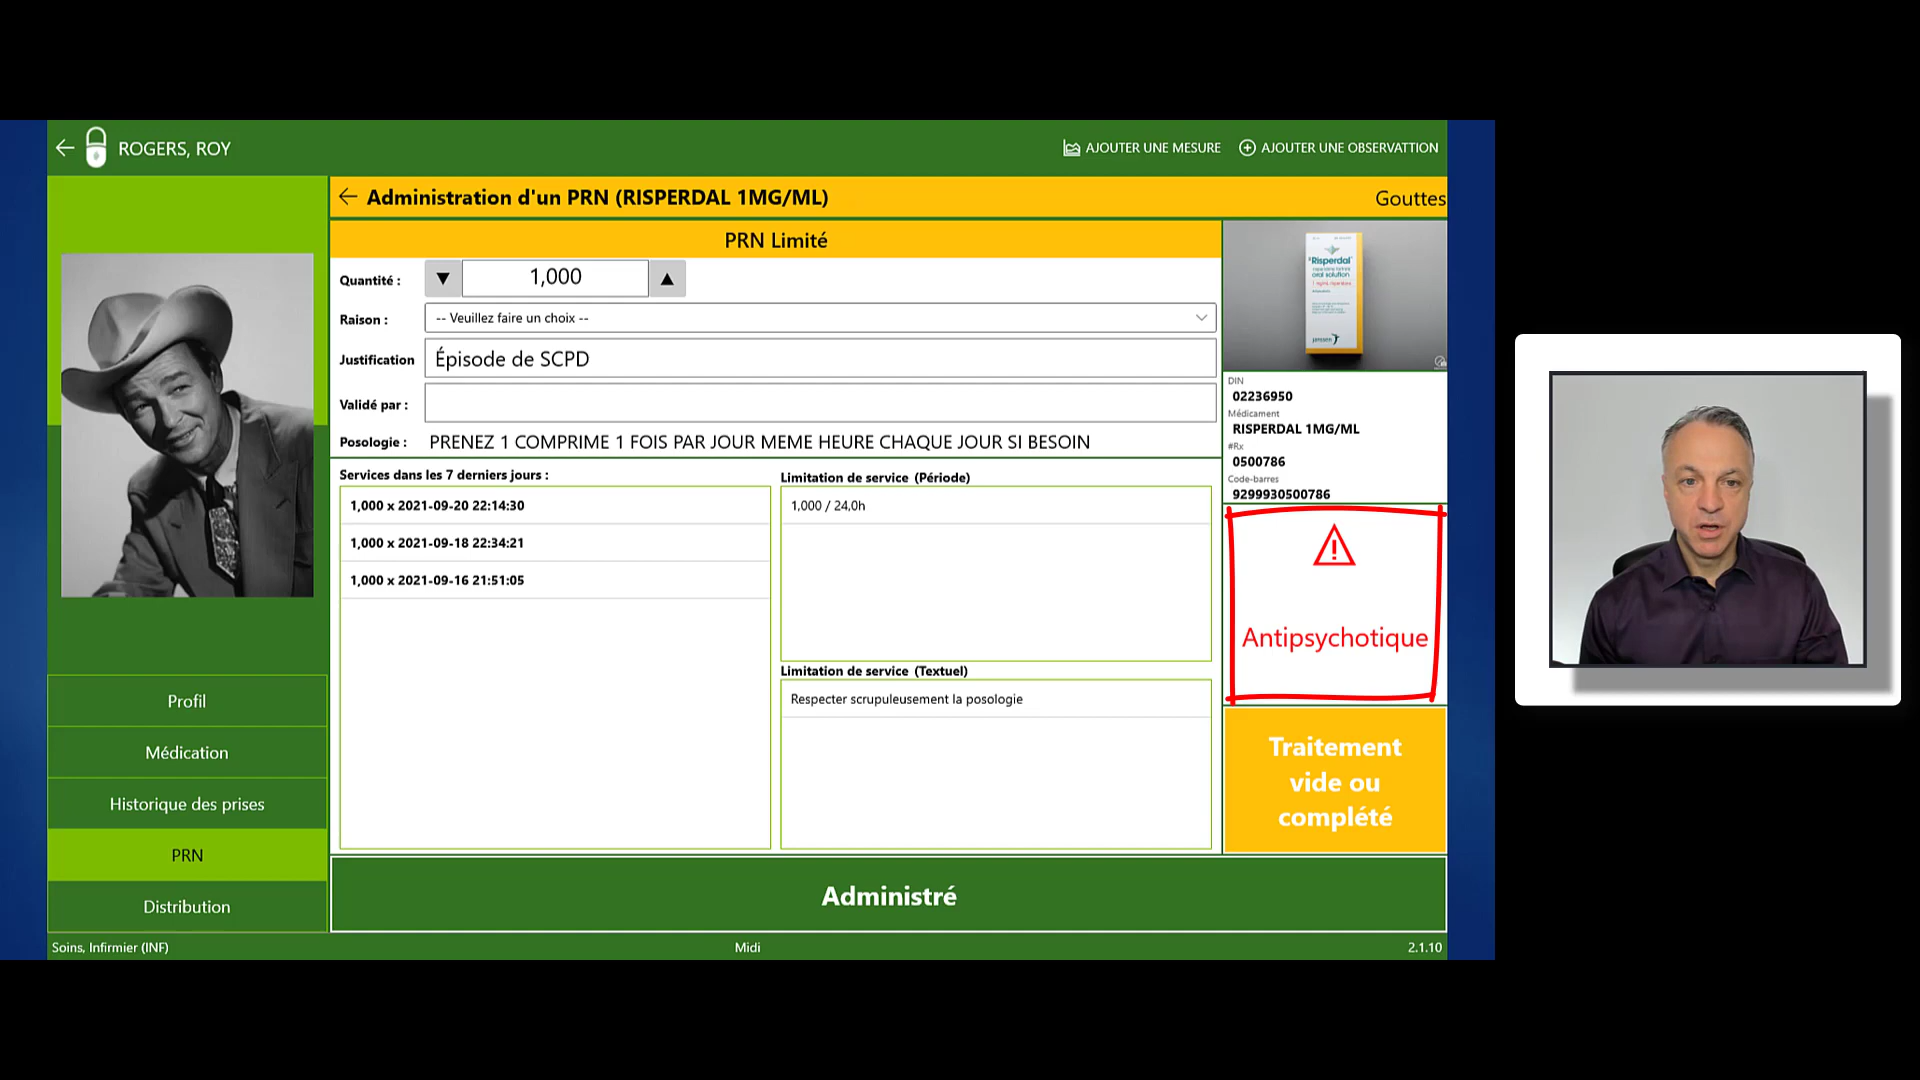 ROGERS, ROY
AJOUTER UNE MESURE
AJOUTER UNE OBSERVATTION
Administration d'un PRN (RISPERDAL 1MG/ML)
Gouttes
PRN Limité
Quantité :
1,000
Raison :
-- Veuillez faire un choix --
Justification
Épisode de SCPD
Validé par :
Posologie :
PRENEZ 1 COMPRIME 1 FOIS PAR JOUR MEME HEURE CHAQUE JOUR SI BESOIN
Services dans les 7 derniers jours :
1,000 x 2021-09-20 22:14:30
1,000 x 2021-09-18 22:34:21
1,000 x 2021-09-16 21:51:05
Limitation de service (Période)
1,000 / 24,0h
Limitation de service (Textuel)
Respecter scrupuleusement la posologie
Risperdal
oral solution
DIN
02236950
Médicament
RISPERDAL 1MG/ML
#Rx
0500786
Code-barres
9299930500786
Antipsychotique
Traitement
vide ou
complété
Profil
Médication
Historique des prises
PRN
Distribution
Administré
Soins, Infirmier (INF)
Midi
2.1.10